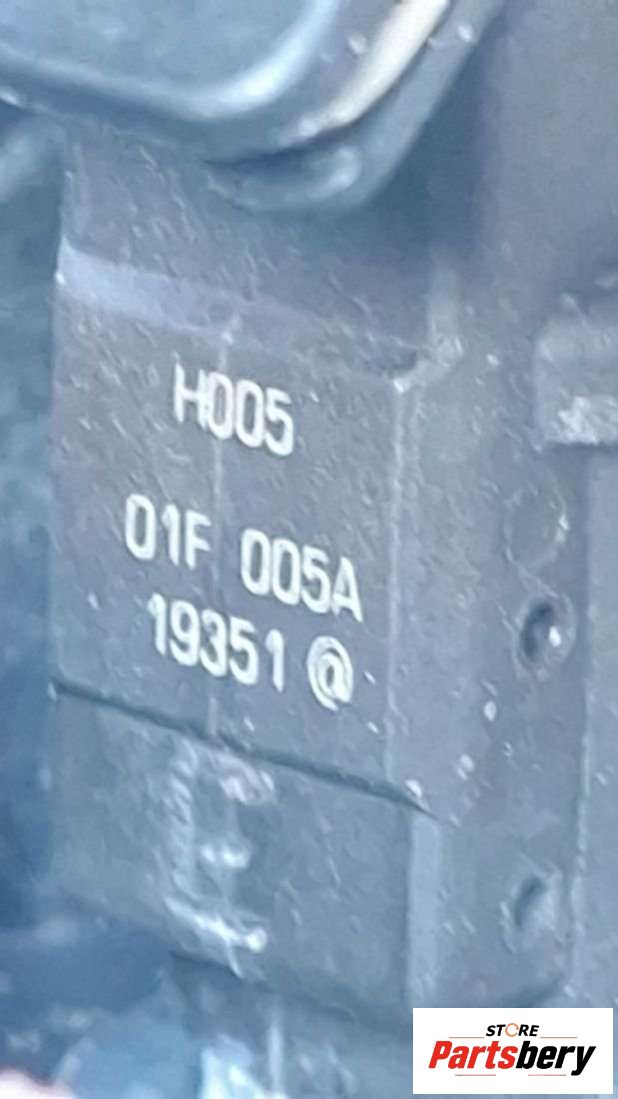 H005
01F 005A
19351 @
E
STORE
Partsbery